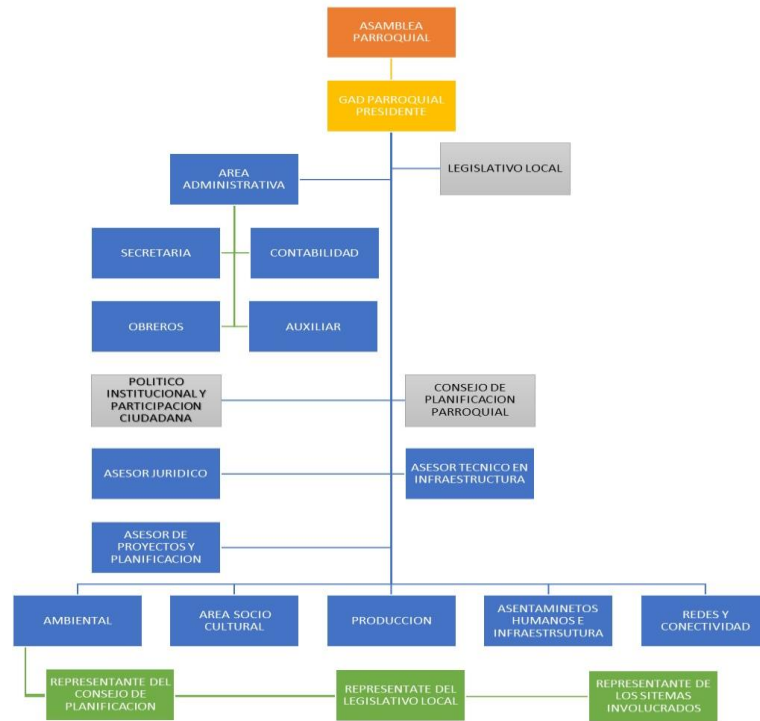 ASAMBLEA
PARROQUIAL
GAD PARROQUIAL
PRESIDENTE
LEGISLATIVO LOCAL
AREA
ADMINISTRATIVA
SECRETARIA
CONTABILIDAD
OBREROS
AUXILIAR
POLITICO
INSTITUCIONAL Y
PARTICIPACION
CIUDADANA
CONSEJO DE
PLANIFICACION
PARROQUIAL
ASESOR JURIDICO
ASESOR TECNICO EN
INFRAESTRUCTURA
ASESOR DE
PROYECTOS Y
PLANIFICACION
AMBIENTAL
AREA SOCIO
CULTURAL
PRODUCCION
ASENTAMINETOS
HUMANOS E
INFRAESTRSUTURA
REDES Y
CONECTIVIDAD
REPRESENTANTE DEL
CONSEJO DE
PLANIFICACION
REPRESENTATE DEL
LEGISLATIVO LOCAL
REPRESENTANTE DE
LOS SITEMAS
INVOLUCRADOS